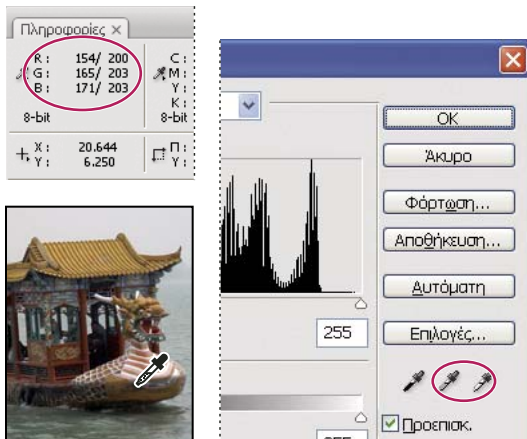 Πληροφορίες ×
R: 154/ 200
G: 165/ 203
B: 171/ 203
8-bit
C:
M:
Y:
K:
8-bit
X: 20.644
Y: 6.250
Π:
Υ:
OK
Άκυρο
Φόρτωση...
Αποθήκευση...
Αυτόματη
255
Επιλογές...
Προεπισκ.
255